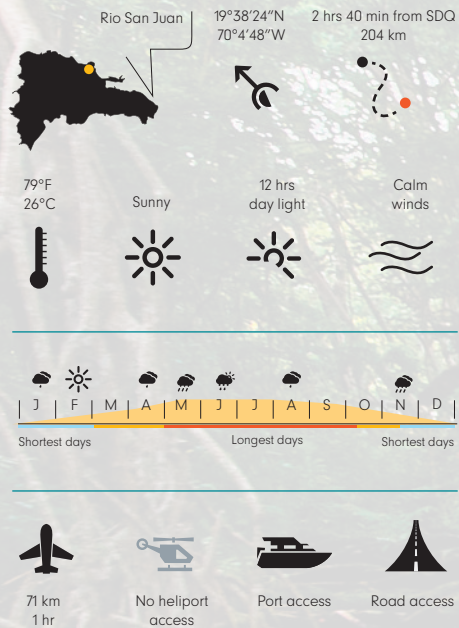 Rio San Juan
19°38’24”N
70°4’48”W
2 hrs 40 min from SDQ
204 km
79°F
26°C
Sunny
12 hrs
day light
Calm
winds
J F M A M J J A S O N D
Shortest days
Longest days
Shortest days
71 km
1 hr
No heliport
access
Port access
Road access